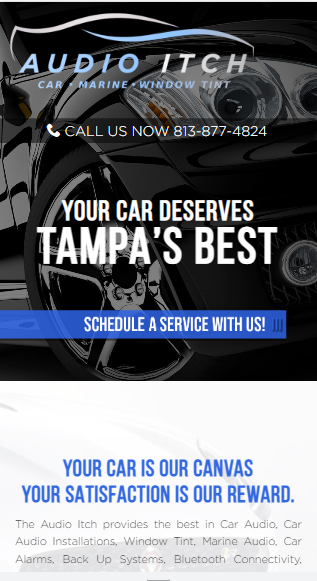 AUDIO ITCH
CAR • MARINE • WINDOW TINT
CALL US NOW 813-877-4824
YOUR CAR DESERVES
TAMPA'S BEST
SCHEDULE A SERVICE WITH US!
YOUR CAR IS OUR CANVAS
YOUR SATISFACTION IS OUR REWARD.
The Audio Itch provides the best in Car Audio, Car
Audio Installations, Window Tint, Marine Audio, Car
Alarms, Back Up Systems, Bluetooth Connectivity,